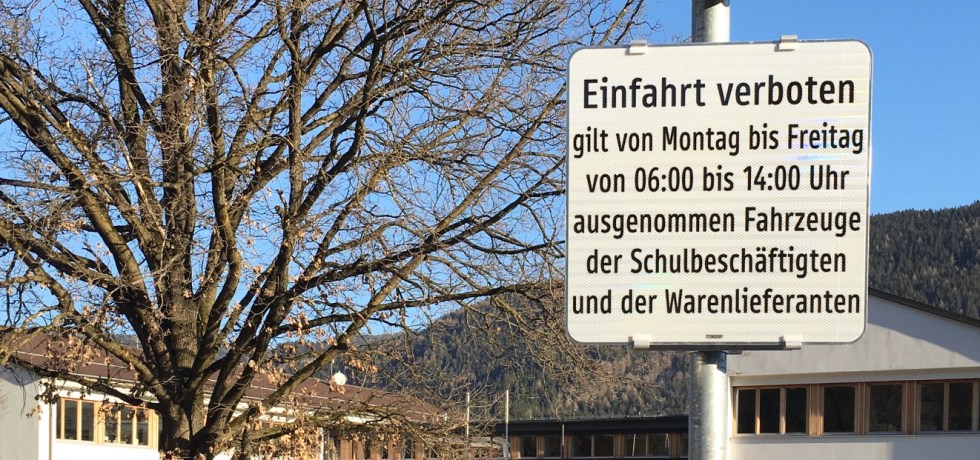 Einfahrt verboten
gilt von Montag bis Freitag
von 06:00 bis 14:00 Uhr
ausgenommen Fahrzeuge
der Schulbeschäftigten
und der Warenlieferanten